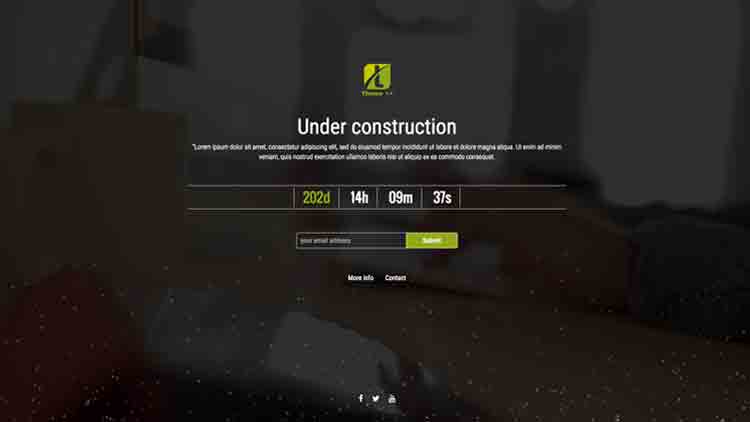 Theme ++
Under construction
"Lorem ipsum dolor sit amet, consectetur adipiscing elit, sed do eiusmod tempor incididunt ut labore et dolore magna aliqua. Ut enim ad minim
veniam, quis nostrud exercitation ullamco laboris nisi ut aliquip ex ea commodo consequat.
202d 14h 09m 37s
your email address Submit
More info Contact